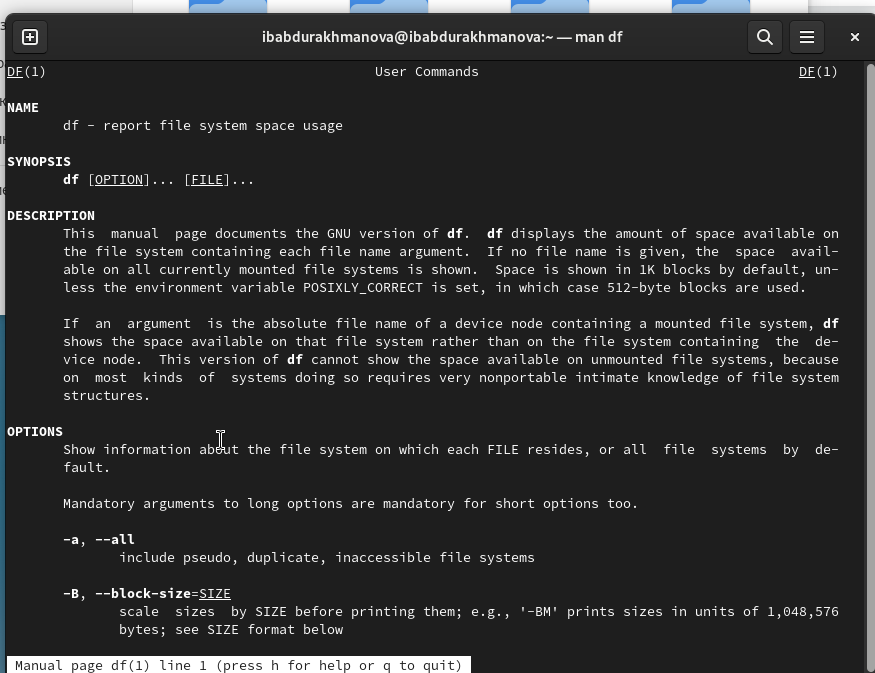 ibabdurakhmanova@ibabdurakhmanova:~ — man df
DF(1) User Commands DF(1)
NAME
df - report file system space usage
SYNOPSIS
df [OPTION]... [FILE]...
DESCRIPTION
This manual page documents the GNU version of df. df displays the amount of space available on
the file system containing each file name argument. If no file name is given, the space avail-
able on all currently mounted file systems is shown. Space is shown in 1K blocks by default, un-
less the environment variable POSIXLY_CORRECT is set, in which case 512-byte blocks are used.
If an argument is the absolute file name of a device node containing a mounted file system, df
shows the space available on that file system rather than on the file system containing the de-
vice node. This version of df cannot show the space available on unmounted file systems, because
on most kinds of systems doing so requires very nonportable intimate knowledge of file system
structures.
OPTIONS
Show information about the file system on which each FILE resides, or all file systems by de-
fault.
Mandatory arguments to long options are mandatory for short options too.
-a, --all
include pseudo, duplicate, inaccessible file systems
-B, --block-size=SIZE
scale sizes by SIZE before printing them; e.g., '-BM' prints sizes in units of 1,048,576
bytes; see SIZE format below
Manual page df(1) line 1 (press h for help or q to quit)